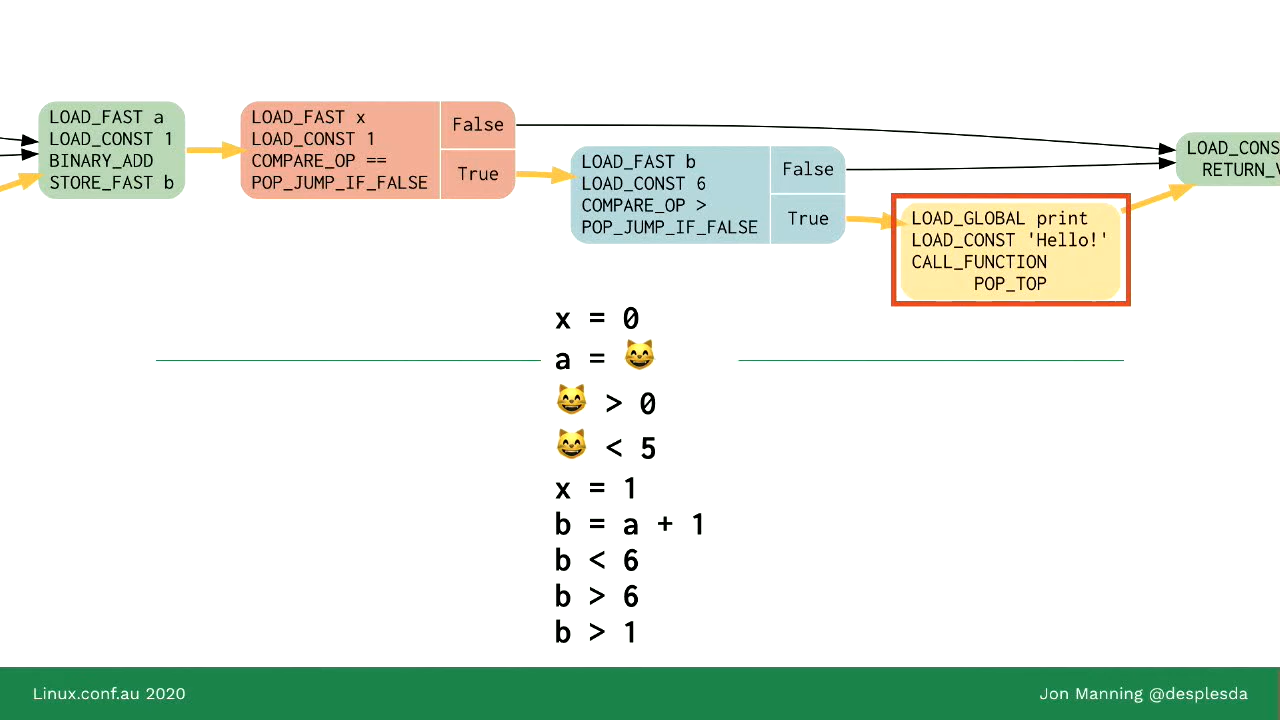 LOAD_FAST a
LOAD_CONST 1
BINARY_ADD
STORE_FAST b
LOAD_FAST x
LOAD_CONST 1
COMPARE_OP ==
POP_JUMP_IF_FALSE
False
True
LOAD_FAST b
LOAD_CONST 6
COMPARE_OP >
POP_JUMP_IF_FALSE
False
True
LOAD_GLOBAL print
LOAD_CONST 'Hello!'
CALL_FUNCTION
POP_TOP
LOAD_CONS
RETURN_V
x = 0
a = 😸
😸 > 0
😸 < 5
x = 1
b = a + 1
b < 6
b > 6
b > 1
Linux.conf.au 2020
Jon Manning @desplesda